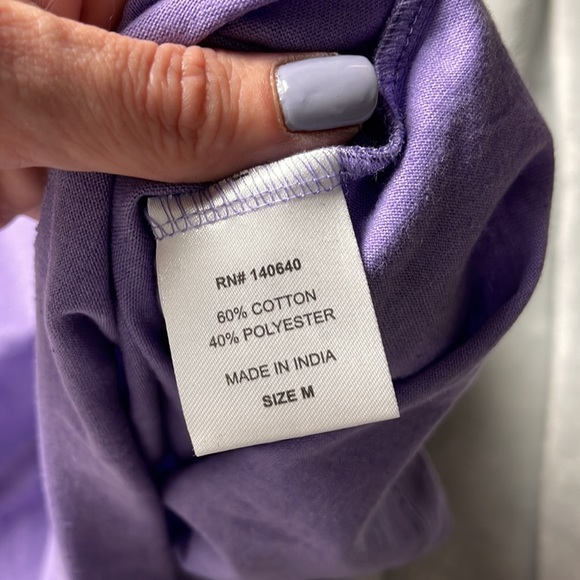 RN# 140640
60% COTTON
40% POLYESTER
MADE IN INDIA
SIZE M